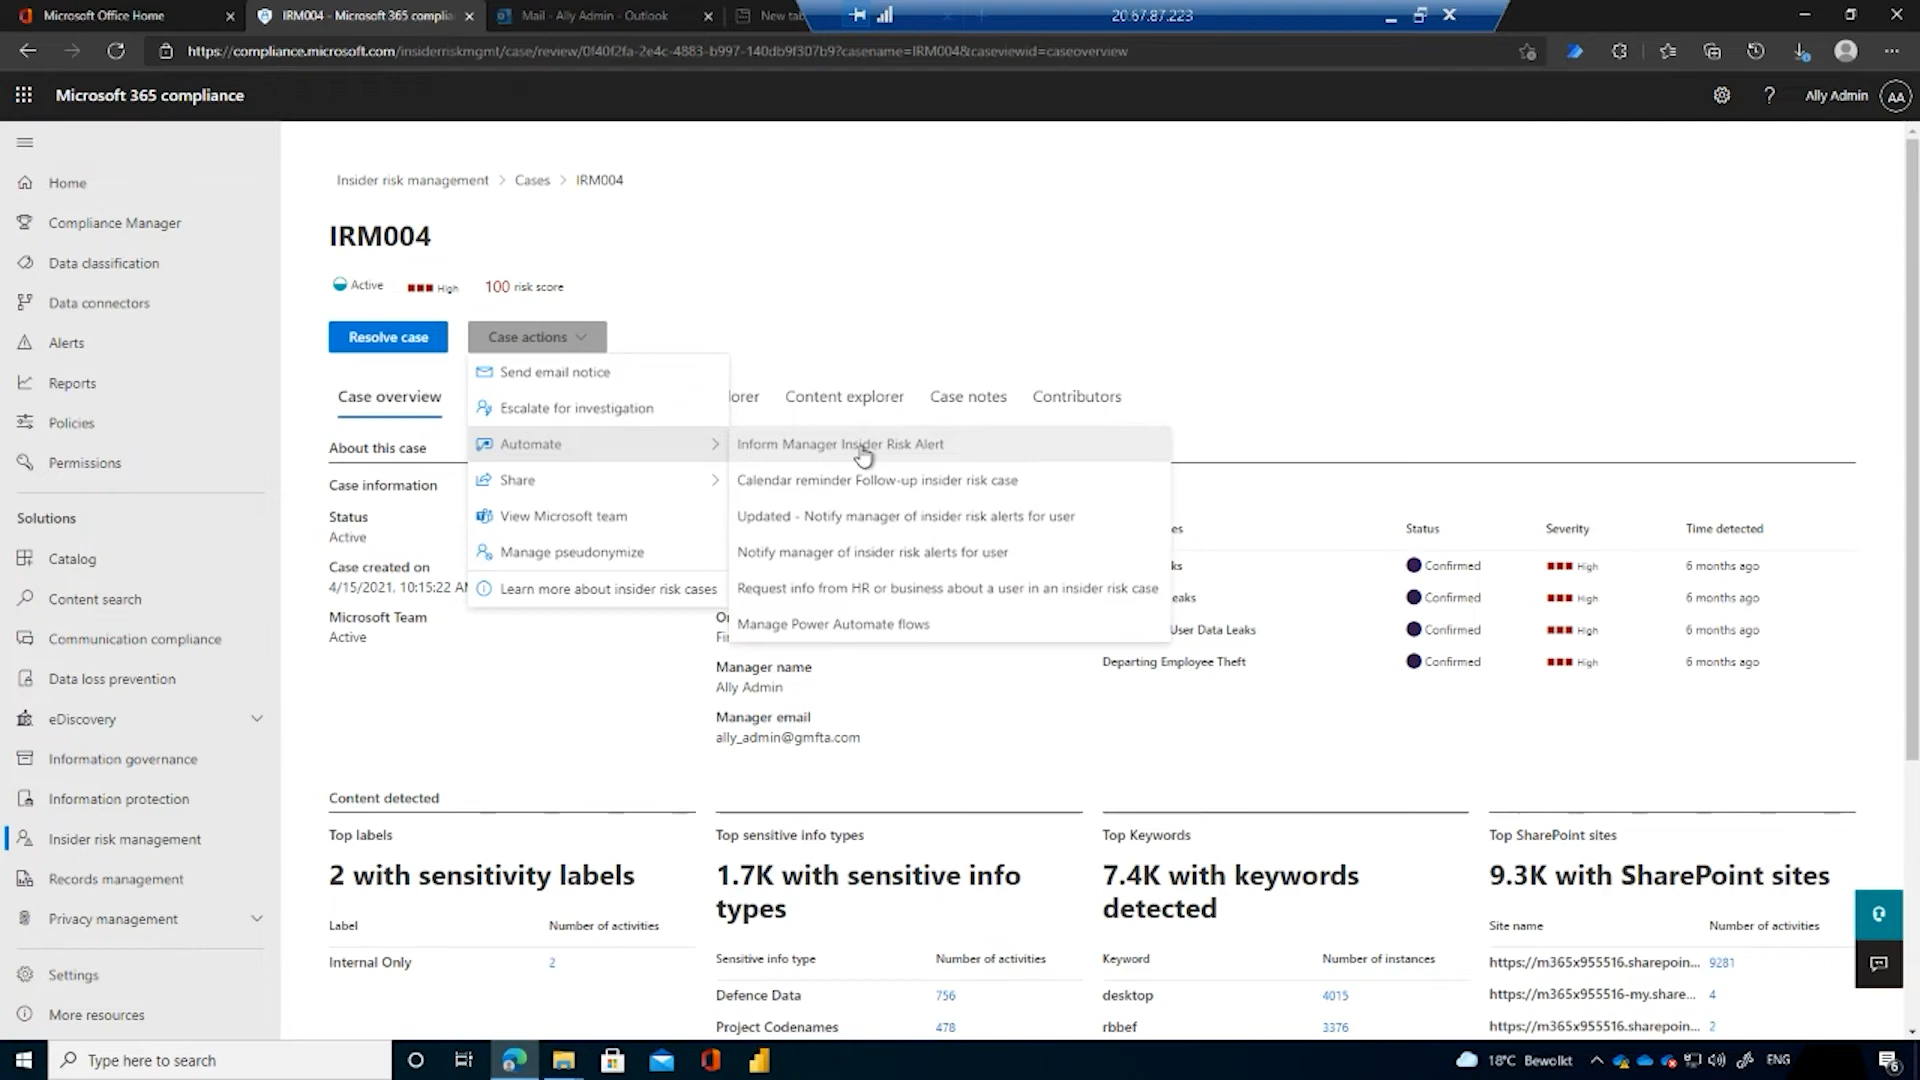 Microsoft Office Home
IRM004 - Microsoft 365 complia
Mail - Ally Admin - Outlook
New tab
20.67.87.223
https://compliance.microsoft.com/insiderriskmgmt/case/review/0f40f2fa-2e4c-4883-b997-140db9f307b9?casename=IRM004&caseviewid=caseoverview
Microsoft 365 compliance
?
Ally Admin
AA
Home
Compliance Manager
Data classification
Data connectors
Alerts
Reports
Policies
Permissions
Solutions
Catalog
Content search
Communication compliance
Data loss prevention
eDiscovery
Information governance
Information protection
Insider risk management
Records management
Privacy management
Settings
More resources
Insider risk management > Cases > IRM004
IRM004
Active
High
100 risk score
Resolve case
Case actions
Send email notice
Escalate for investigation
Automate
Share
View Microsoft team
Manage pseudonymize
Learn more about insider risk cases
Inform Manager Insider Risk Alert
Calendar reminder Follow-up insider risk case
Updated - Notify manager of insider risk alerts for user
Notify manager of insider risk alerts for user
Request info from HR or business about a user in an insider risk case
Manage Power Automate flows
Case overview
lorer
Content explorer
Case notes
Contributors
About this case
Case information
Status
Active
Case created on
4/15/2021, 10:15:22 AM
Microsoft Team
Active
Manager name
Ally Admin
Manager email
ally_admin@gmfta.com
es Status Severity Time detected
ks Confirmed High 6 months ago
eaks Confirmed High 6 months ago
User Data Leaks Confirmed High 6 months ago
Departing Employee Theft Confirmed High 6 months ago
Content detected
Top labels
2 with sensitivity labels
Label Number of activities
Internal Only 2
Top sensitive info types
1.7K with sensitive info
types
Sensitive info type Number of activities
Defence Data 756
Project Codenames 478
Top Keywords
7.4K with keywords
detected
Keyword Number of instances
desktop 4015
rbbef 3376
Top SharePoint sites
9.3K with SharePoint sites
Site name Number of activities
https://m365x955516.sharepoin... 9281
https://m365x955516-my.share... 4
https://m365x955516.sharepoin... 2
Type here to search
18°C Bewolkt
ENG
6